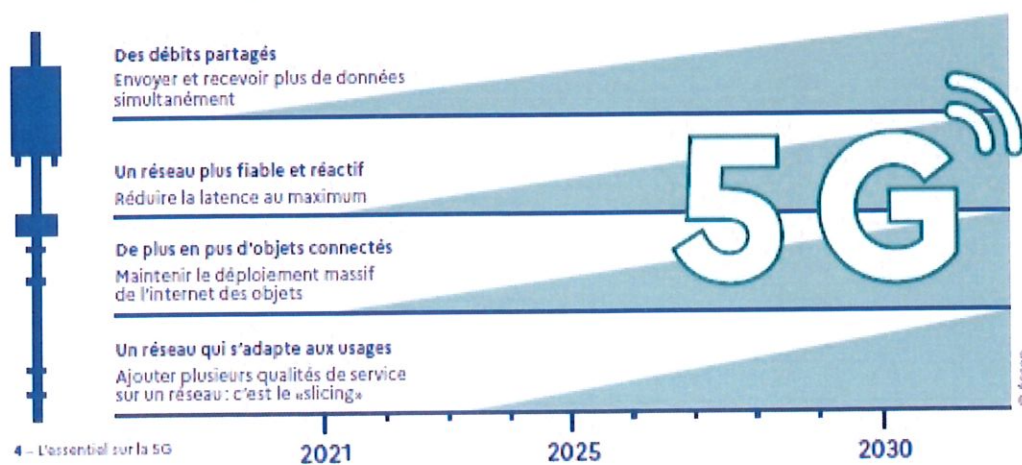 Des débits partagés
Envoyer et recevoir plus de données
simultanément
Un réseau plus fiable et réactif
Réduire la latence au maximum
5G
De plus en pus d'objets connectés
Maintenir le déploiement massif
de l'internet des objets
Un réseau qui s'adapte aux usages
Ajouter plusieurs qualités de service
sur un réseau : c'est le «slicing»
4 – L'essentiel sur la 5G
2021
2025
2030